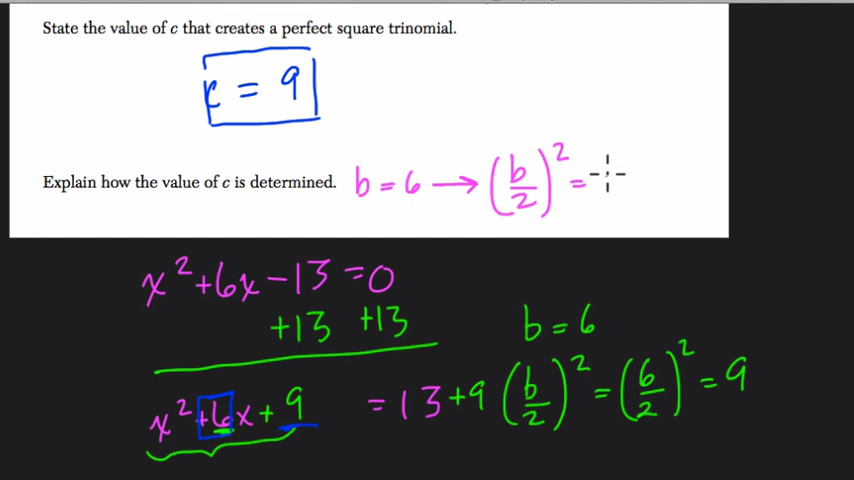 State the value of c that creates a perfect square trinomial.
c = 9
Explain how the value of c is determined. b = 6 → (b/2)² =
x² + 6x - 13 = 0
+13 +13
b = 6
x² + 6x + 9 = 13 + 9 (b/2)² = (6/2)² = 9